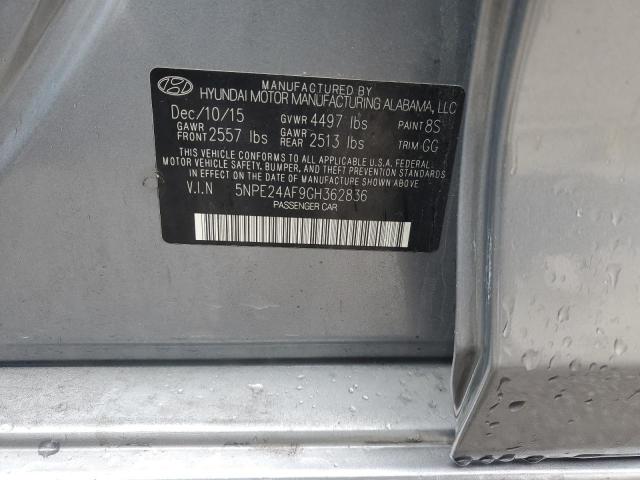 MANUFACTURED BY
HYUNDAI MOTOR MANUFACTURING ALABAMA, LLC
Dec/10/15 GVWR 4497 lbs PAINT 8S
GAWR FRONT 2557 lbs GAWR REAR 2513 lbs TRIM GG
THIS VEHICLE CONFORMS TO ALL APPLICABLE U.S.A. FEDERAL
MOTOR VEHICLE SAFETY, BUMPER, AND THEFT PREVENTION
STANDARDS IN EFFECT ON THE DATE OF MANUFACTURE SHOWN ABOVE.
V.I.N 5NPE24AF9GH362836
PASSENGER CAR